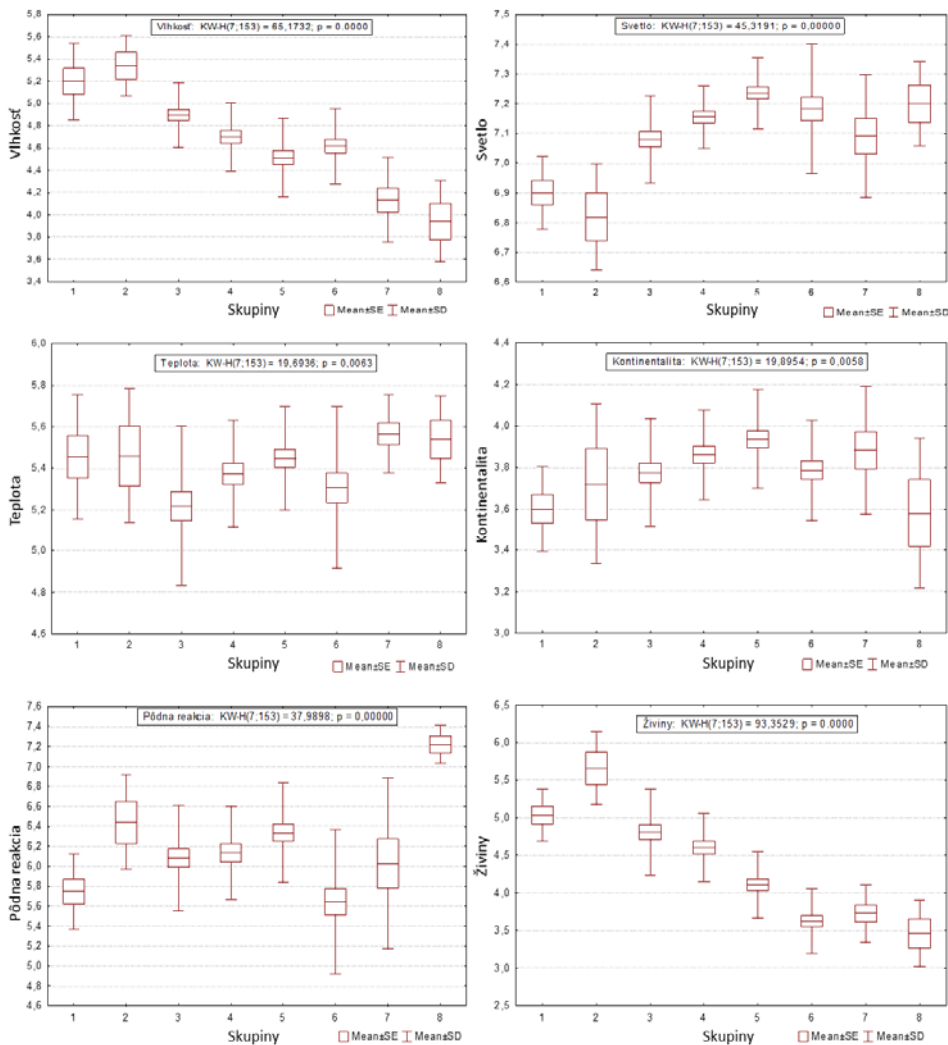 Vlhkosť: KW-H(7;153) = 65,1732; p = 0.0000
Vlhkosť
5,8
5,6
5,4
5,2
5,0
4,8
4,6
4,4
4,2
4,0
3,8
3,6
3,4
1 2 3 4 5 6 7 8
Skupiny
Mean±SE Mean±SD
Svetlo: KW-H(7;153) = 45,3191; p = 0,00000
Svetlo
7,5
7,4
7,3
7,2
7,1
7,0
6,9
6,8
6,7
6,6
1 2 3 4 5 6 7 8
Skupiny
Mean±SE Mean±SD
Teplota: KW-H(7;153) = 19,6936; p = 0,0063
Teplota
6,0
5,8
5,6
5,4
5,2
5,0
4,8
4,6
1 2 3 4 5 6 7 8
Skupiny
Mean±SE Mean±SD
Kontinentalita: KW-H(7;153) = 19,8954; p = 0,0058
Kontinentalita
4,4
4,2
4,0
3,8
3,6
3,4
3,2
3,0
1 2 3 4 5 6 7 8
Skupiny
Mean±SE Mean±SD
Pôdna reakcia: KW-H(7;153) = 37,9898; p = 0,00000
Pôdna reakcia
7,6
7,4
7,2
7,0
6,8
6,6
6,4
6,2
6,0
5,8
5,6
5,4
5,2
5,0
4,8
4,6
1 2 3 4 5 6 7 8
Skupiny
Mean±SE Mean±SD
Živiny: KW-H(7;153) = 93,3529; p = 0.0000
Živiny
6,5
6,0
5,5
5,0
4,5
4,0
3,5
3,0
2,5
1 2 3 4 5 6 7 8
Skupiny
Mean±SE Mean±SD